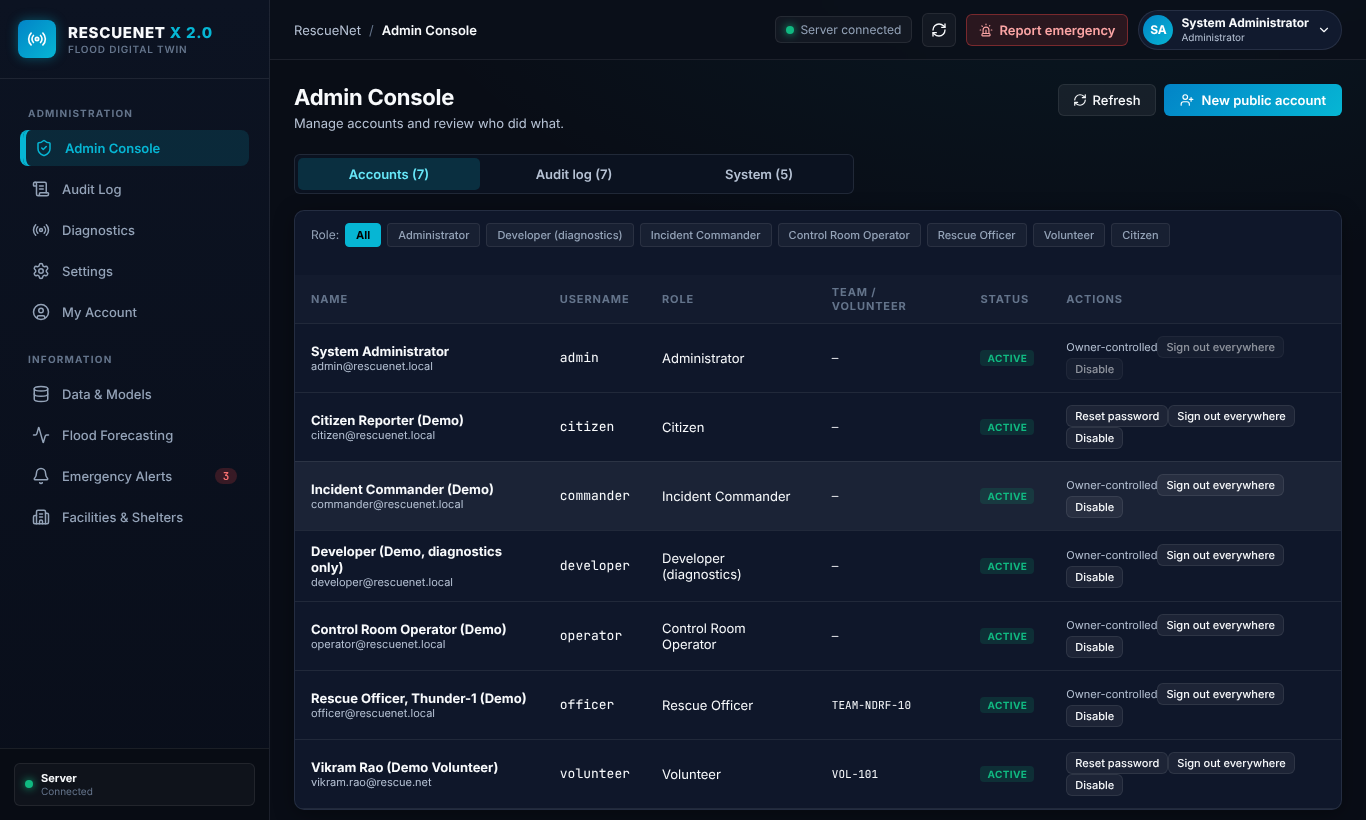 RESCUENET X 2.0
FLOOD DIGITAL TWIN
ADMINISTRATION
Admin Console
Audit Log
Diagnostics
Settings
My Account
INFORMATION
Data & Models
Flood Forecasting
Emergency Alerts 3
Facilities & Shelters
Server
Connected
RescueNet / Admin Console
Server connected
Report emergency
SA
System Administrator
Administrator
Admin Console
Manage accounts and review who did what.
Refresh
New public account
Accounts (7) Audit log (7) System (5)
Role: All Administrator Developer (diagnostics) Incident Commander Control Room Operator Rescue Officer Volunteer Citizen
NAME USERNAME ROLE TEAM / VOLUNTEER STATUS ACTIONS
System Administrator
admin@rescuenet.local
admin Administrator – ACTIVE Owner-controlled Sign out everywhere
Disable
Citizen Reporter (Demo)
citizen@rescuenet.local
citizen Citizen – ACTIVE Reset password Sign out everywhere
Disable
Incident Commander (Demo)
commander@rescuenet.local
commander Incident Commander – ACTIVE Owner-controlled Sign out everywhere
Disable
Developer (Demo, diagnostics
only)
developer@rescuenet.local
developer Developer
(diagnostics)
– ACTIVE Owner-controlled Sign out everywhere
Disable
Control Room Operator (Demo)
operator@rescuenet.local
operator Control Room
Operator
– ACTIVE Owner-controlled Sign out everywhere
Disable
Rescue Officer, Thunder-1 (Demo)
officer@rescuenet.local
officer Rescue Officer TEAM-NDRF-10 ACTIVE Owner-controlled Sign out everywhere
Disable
Vikram Rao (Demo Volunteer)
vikram.rao@rescue.net
volunteer Volunteer VOL-101 ACTIVE Reset password Sign out everywhere
Disable